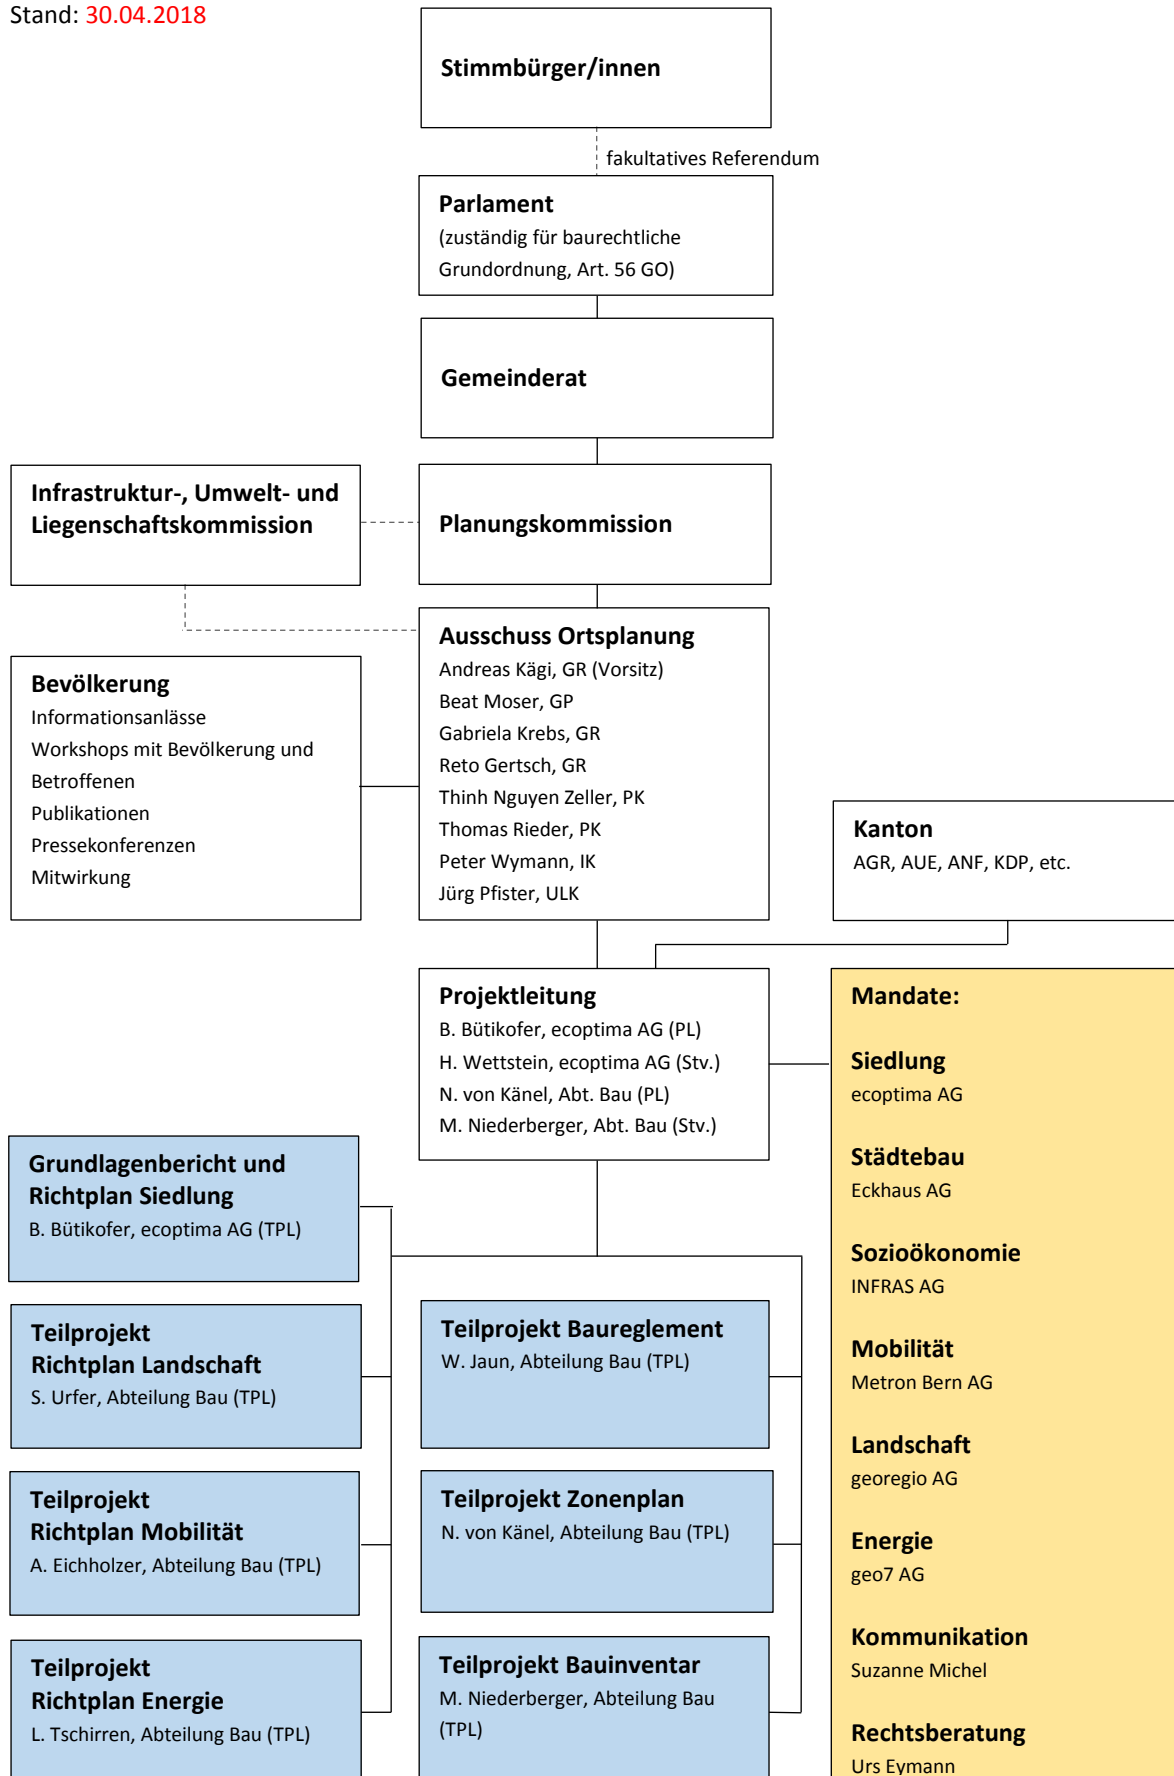 Stand: 30.04.2018
Stimmbürger/innen
fakultatives Referendum
Parlament
(zuständig für baurechtliche
Grundordnung, Art. 56 GO)
Gemeinderat
Infrastruktur-, Umwelt- und
Liegenschaftskommission
Planungskommission
Ausschuss Ortsplanung
Andreas Kägi, GR (Vorsitz)
Beat Moser, GP
Gabriela Krebs, GR
Reto Gertsch, GR
Thinh Nguyen Zeller, PK
Thomas Rieder, PK
Peter Wymann, IK
Jürg Pfister, ULK
Bevölkerung
Informationsanlässe
Workshops mit Bevölkerung und
Betroffenen
Publikationen
Pressekonferenzen
Mitwirkung
Kanton
AGR, AUE, ANF, KDP, etc.
Projektleitung
B. Bütikofer, ecoptima AG (PL)
H. Wettstein, ecoptima AG (Stv.)
N. von Känel, Abt. Bau (PL)
M. Niederberger, Abt. Bau (Stv.)
Grundlagenbericht und
Richtplan Siedlung
B. Bütikofer, ecoptima AG (TPL)
Teilprojekt
Richtplan Landschaft
S. Urfer, Abteilung Bau (TPL)
Teilprojekt
Richtplan Mobilität
A. Eichholzer, Abteilung Bau (TPL)
Teilprojekt
Richtplan Energie
L. Tschirren, Abteilung Bau (TPL)
Teilprojekt Baureglement
W. Jaun, Abteilung Bau (TPL)
Teilprojekt Zonenplan
N. von Känel, Abteilung Bau (TPL)
Teilprojekt Bauinventar
M. Niederberger, Abteilung Bau
(TPL)
Mandate:
Siedlung
ecoptima AG
Städtebau
Eckhaus AG
Sozioökonomie
INFRAS AG
Mobilität
Metron Bern AG
Landschaft
georegio AG
Energie
geo7 AG
Kommunikation
Suzanne Michel
Rechtsberatung
Urs Eymann